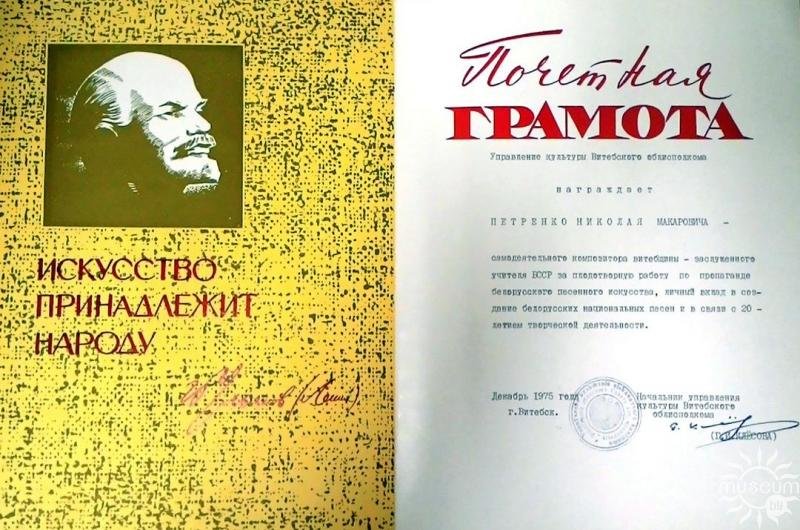 ИСКУССТВО
ПРИНАДЛЕЖИТ
НАРОДУ
Почетная
ГРАМОТА
Управление культуры Витебского облисполкома
награждает
ПЕТРЕНКО НИКОЛАЯ МАКАРОВИЧА –
самодеятельного композитора витебщины – заслуженного
учителя БССР за плодотворную работу по пропаганде
белорусского песенного искусства, личный вклад в соз-
дание белорусских национальных песен и в связи с 20 -
летием творческой деятельности.
Декабрь 1975 года
г.Витебск.
Начальник управления
культуры Витебского
облисполкома
museum
by